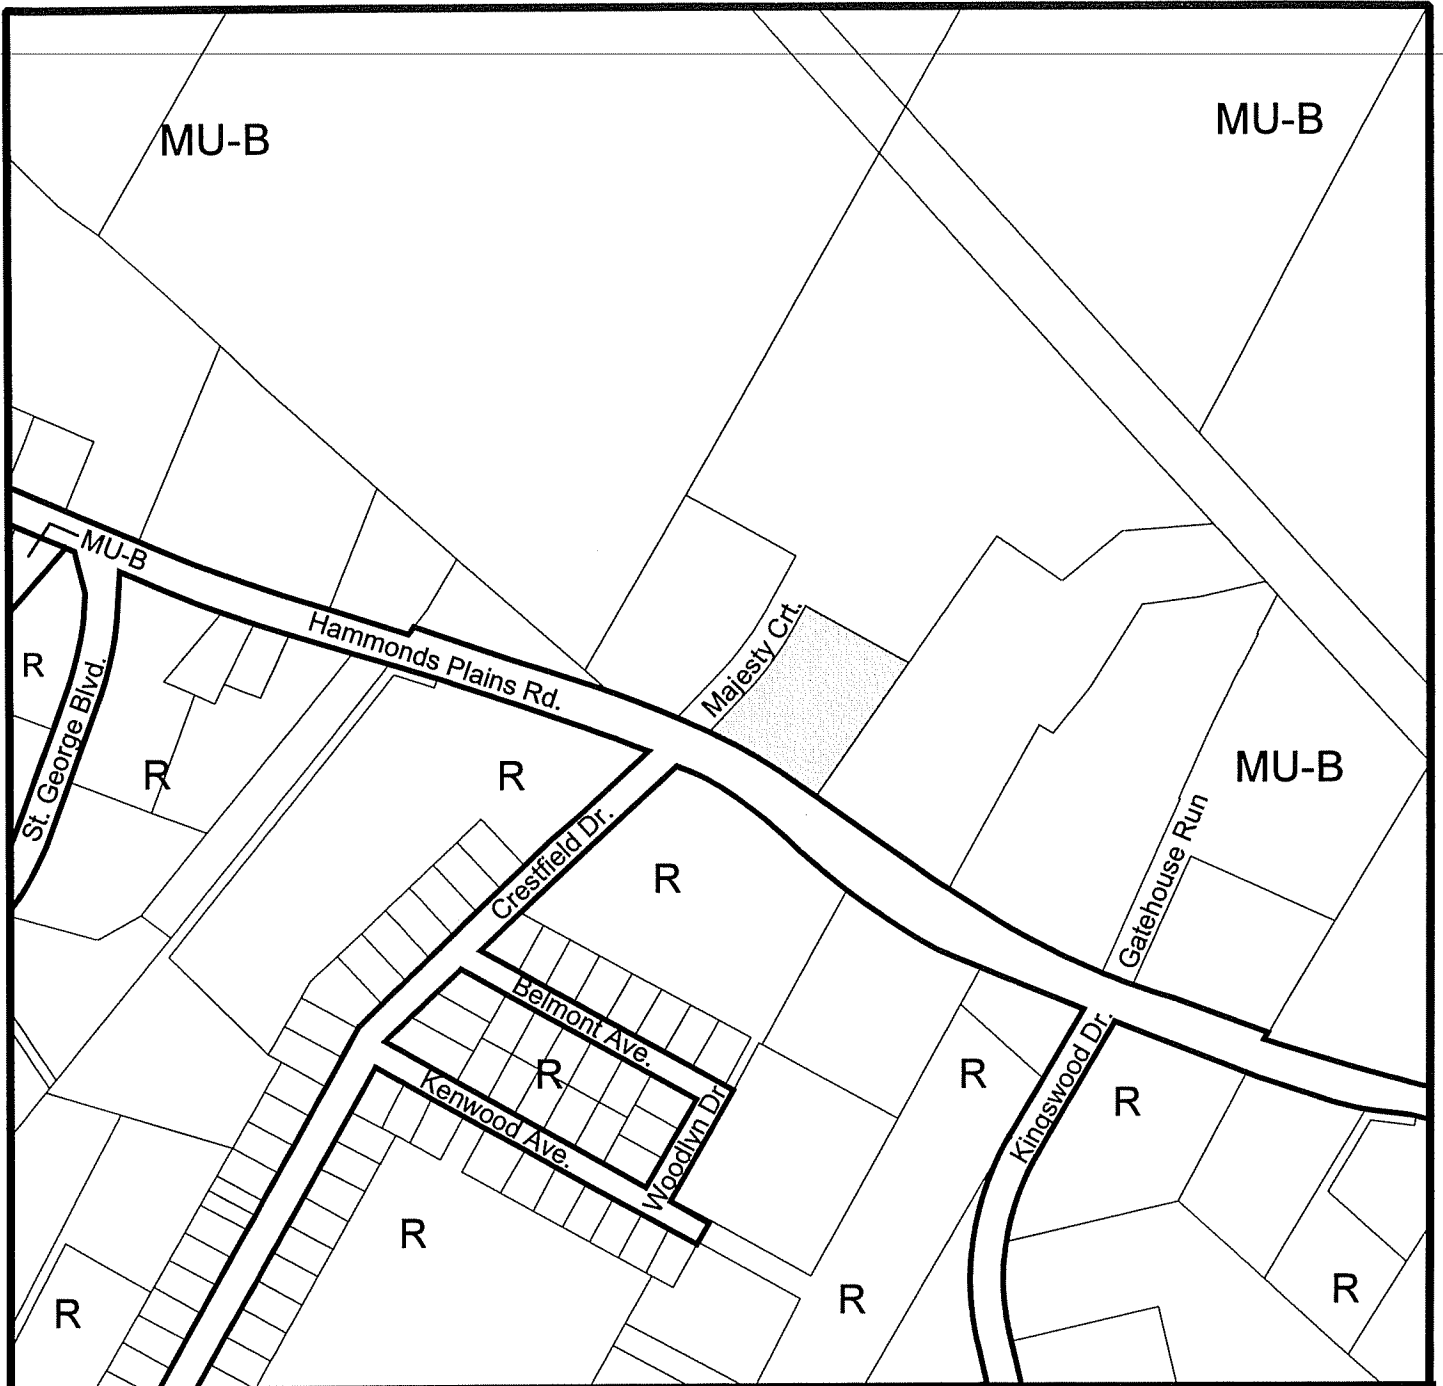 MU-B
MU-B
MU-B
Hammonds Plains Rd.
Majesty Crt.
R
St. George Blvd.
R
R
MU-B
Gatehouse Run
Crestfield Dr.
R
Belmont Ave.
R
Kenwood Ave.
Woodlyn Dr.
R
Kingswood Dr.
R
R
R
R
R